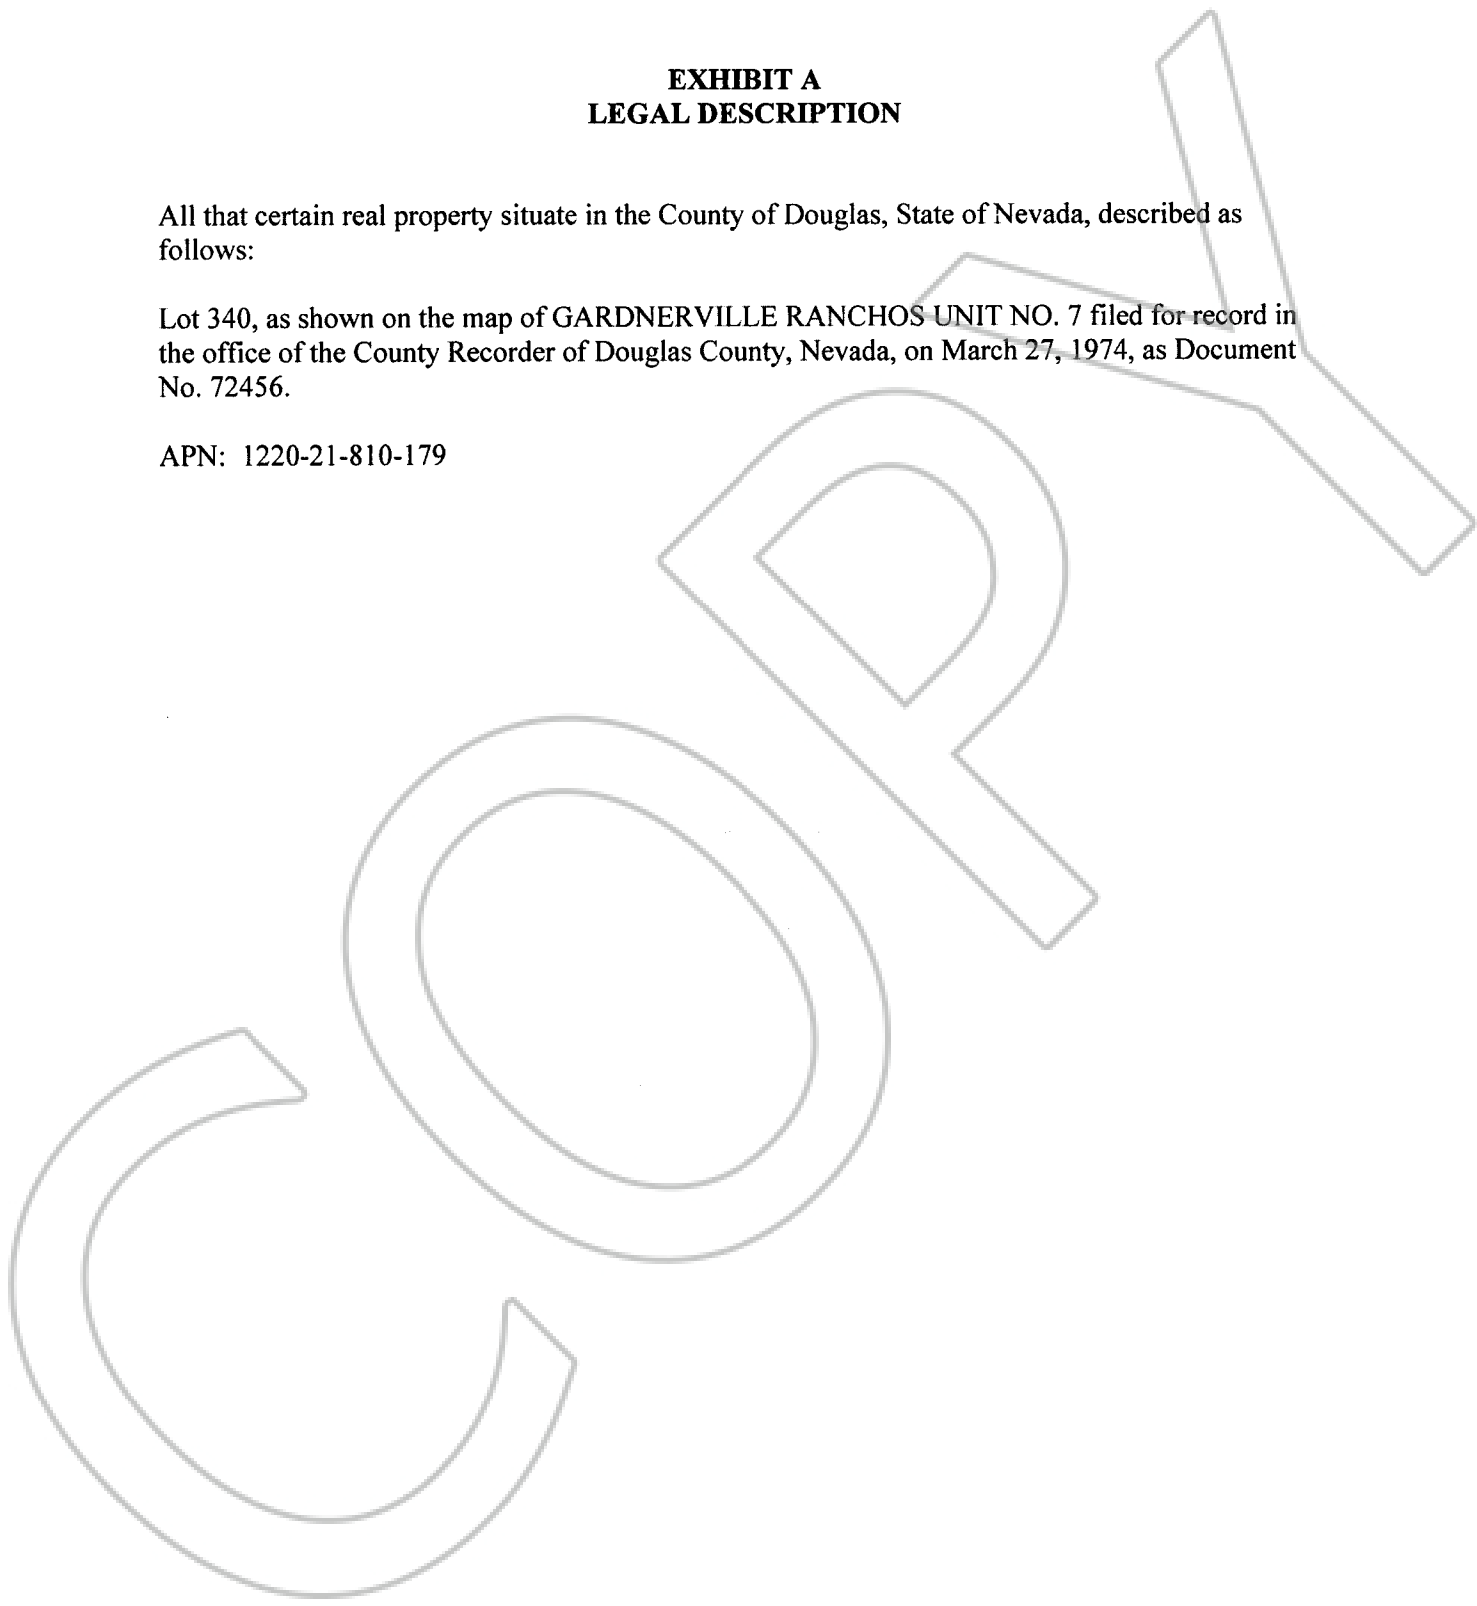 EXHIBIT A
LEGAL DESCRIPTION
All that certain real property situate in the County of Douglas, State of Nevada, described as
follows:
Lot 340, as shown on the map of GARDNERVILLE RANCHOS UNIT NO. 7 filed for record in
the office of the County Recorder of Douglas County, Nevada, on March 27, 1974, as Document
No. 72456.
APN: 1220-21-810-179
COPY